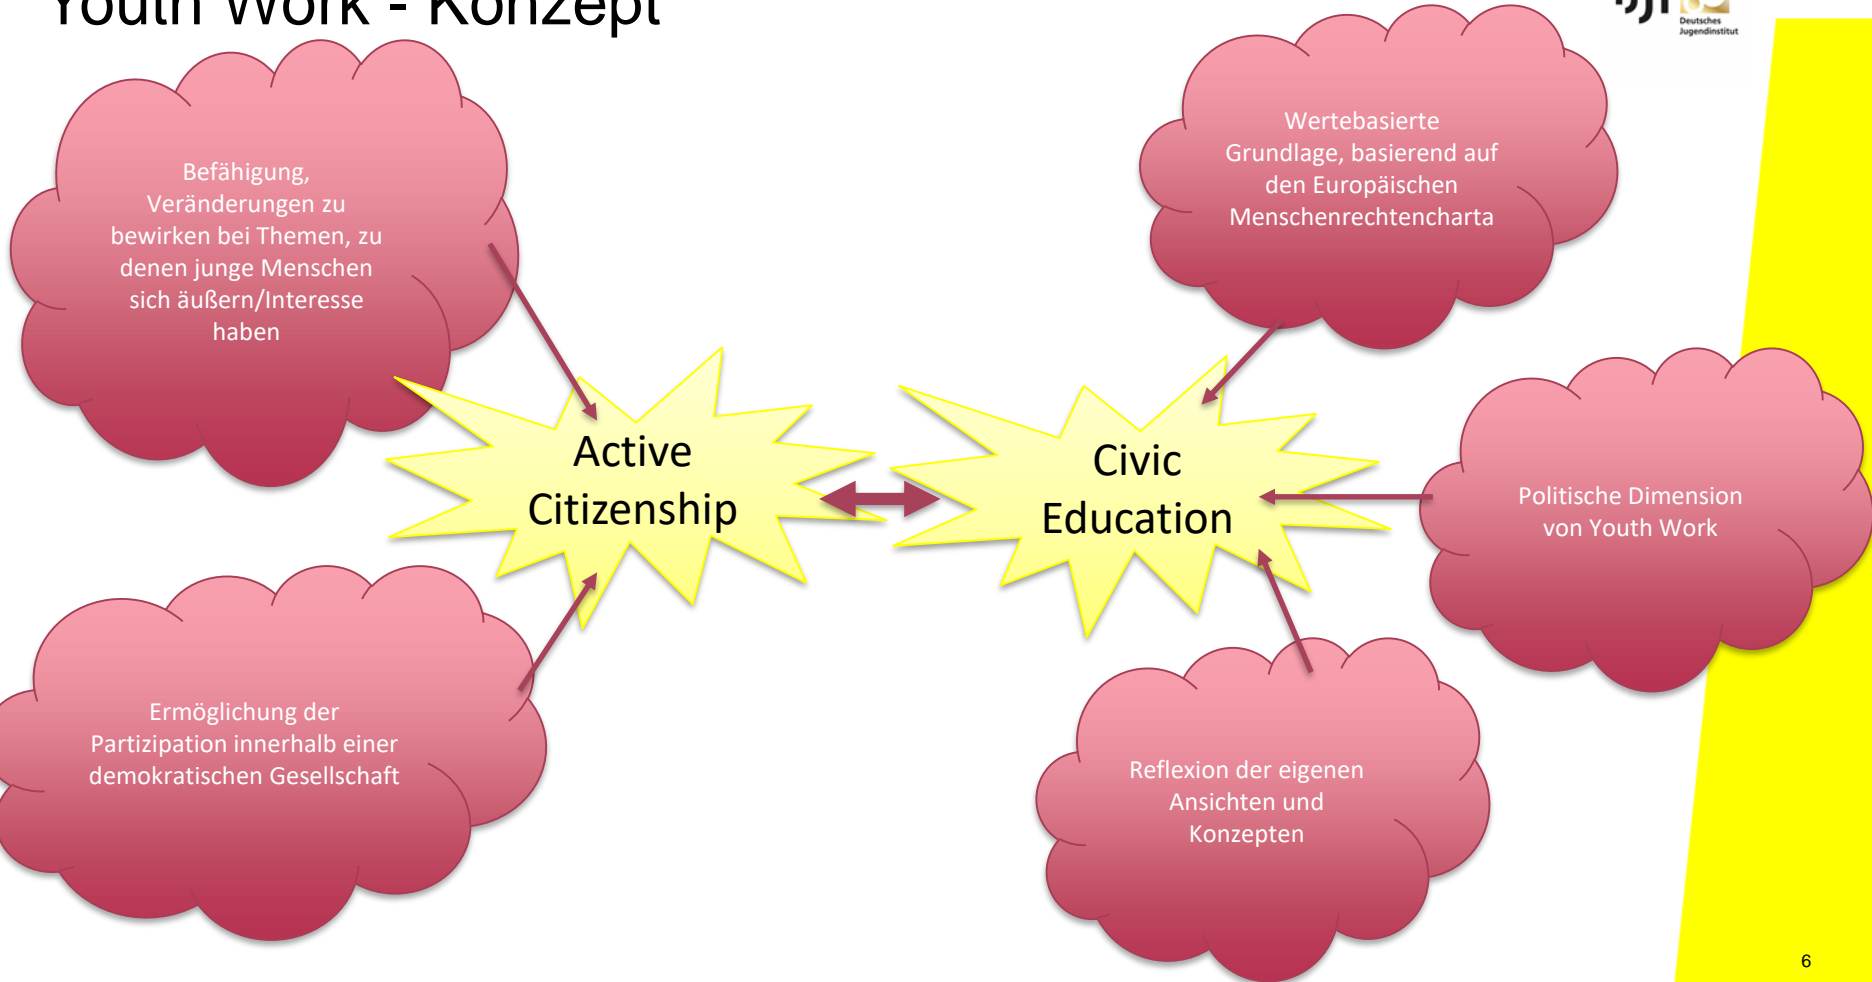 Youth Work - Konzept
Deutsches
Jugendinstitut
Befähigung,
Veränderungen zu
bewirken bei Themen, zu
denen junge Menschen
sich äußern/Interesse
haben
Wertebasierte
Grundlage, basierend auf
den Europäischen
Menschenrechtencharta
Active
Citizenship
Civic
Education
Politische Dimension
von Youth Work
Ermöglichung der
Partizipation innerhalb einer
demokratischen Gesellschaft
Reflexion der eigenen
Ansichten und
Konzepten
6